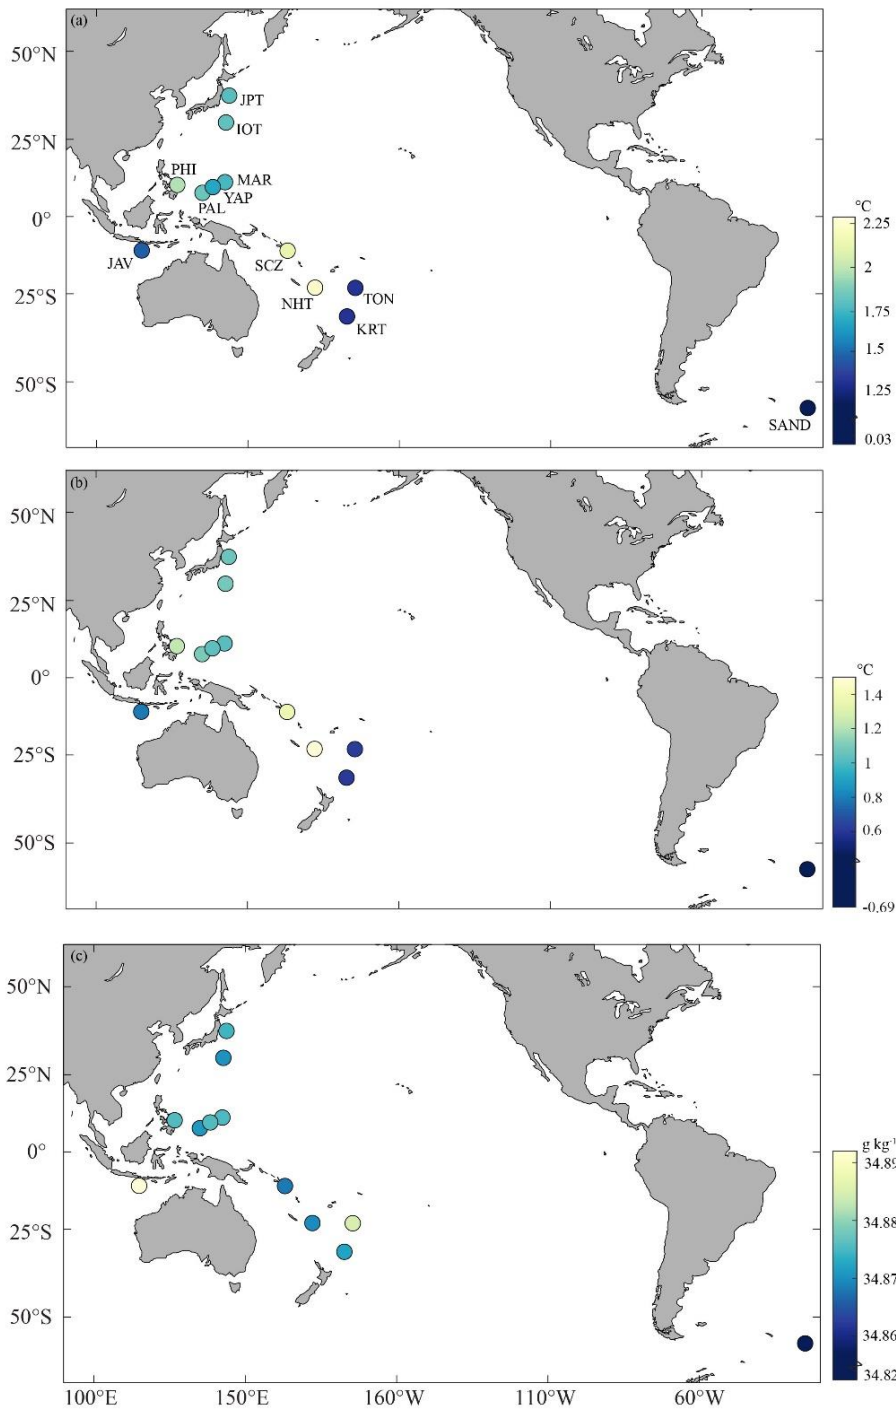 (a)
50°N
25°N
0°
25°S
50°S
JPT
IOT
PHI
MAR
YAP
PAL
JAV
SCZ
NHT
TON
KRT
SAND
°C
2.25
2
1.75
1.5
1.25
0.03
(b)
50°N
25°N
0°
25°S
50°S
°C
1.4
1.2
1
0.8
0.6
-0.69
(c)
50°N
25°N
0°
25°S
50°S
g kg⁻¹
34.89
34.88
34.87
34.86
34.82
100°E
150°E
160°W
110°W
60°W